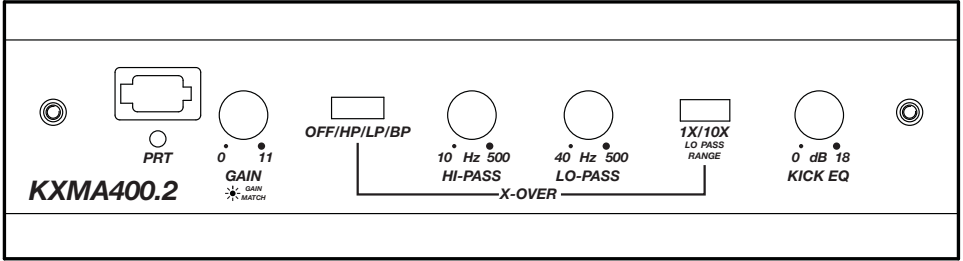 OFF/HP/LP/BP
1X/10X
LO PASS
RANGE
PRT
0 11
10 Hz 500
40 Hz 500
0 dB 18
GAIN
HI-PASS
LO-PASS
KICK EQ
GAIN
MATCH
KXMA400.2
X-OVER